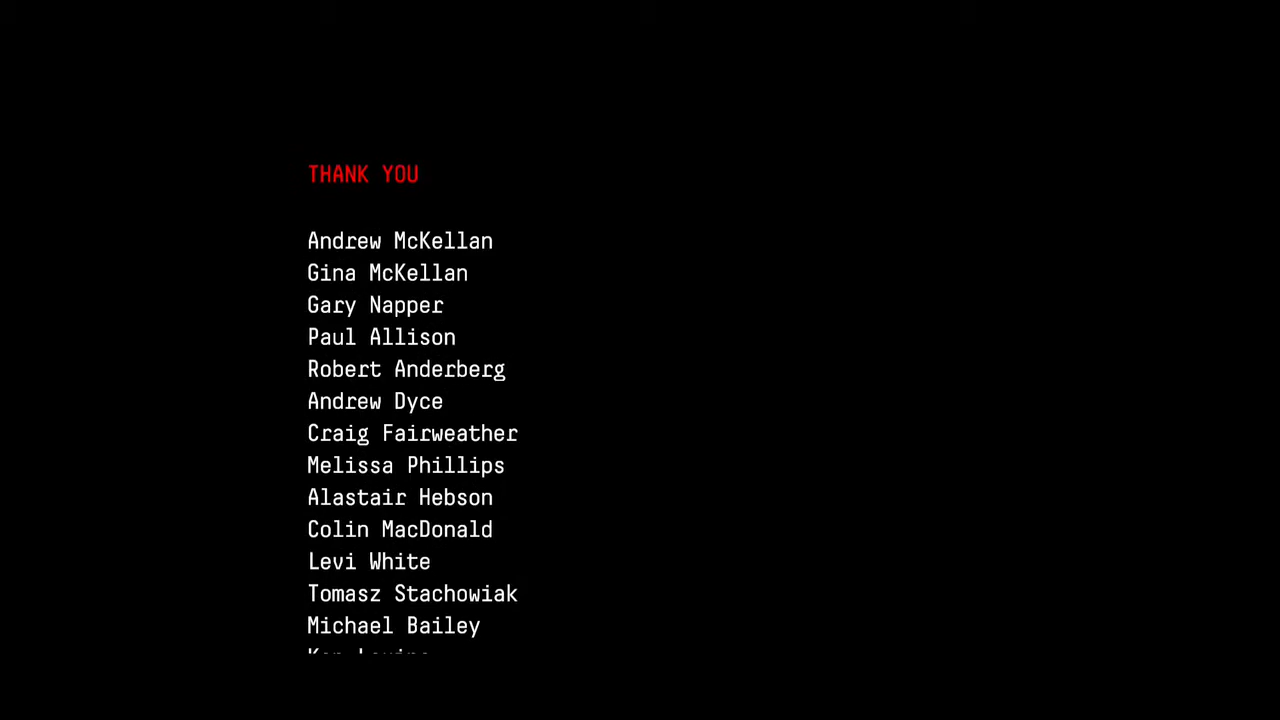 THANK YOU
Andrew McKellan
Gina McKellan
Gary Napper
Paul Allison
Robert Anderberg
Andrew Dyce
Craig Fairweather
Melissa Phillips
Alastair Hebson
Colin MacDonald
Levi White
Tomasz Stachowiak
Michael Bailey